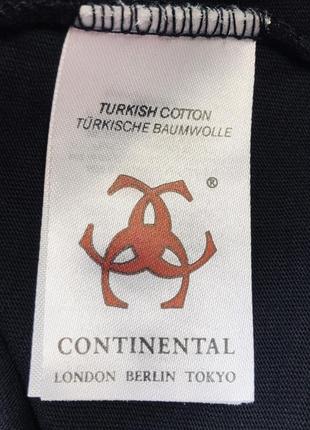 TURKISH COTTON
TÜRKISCHE BAUMWOLLE
®
CONTINENTAL
LONDON BERLIN TOKYO